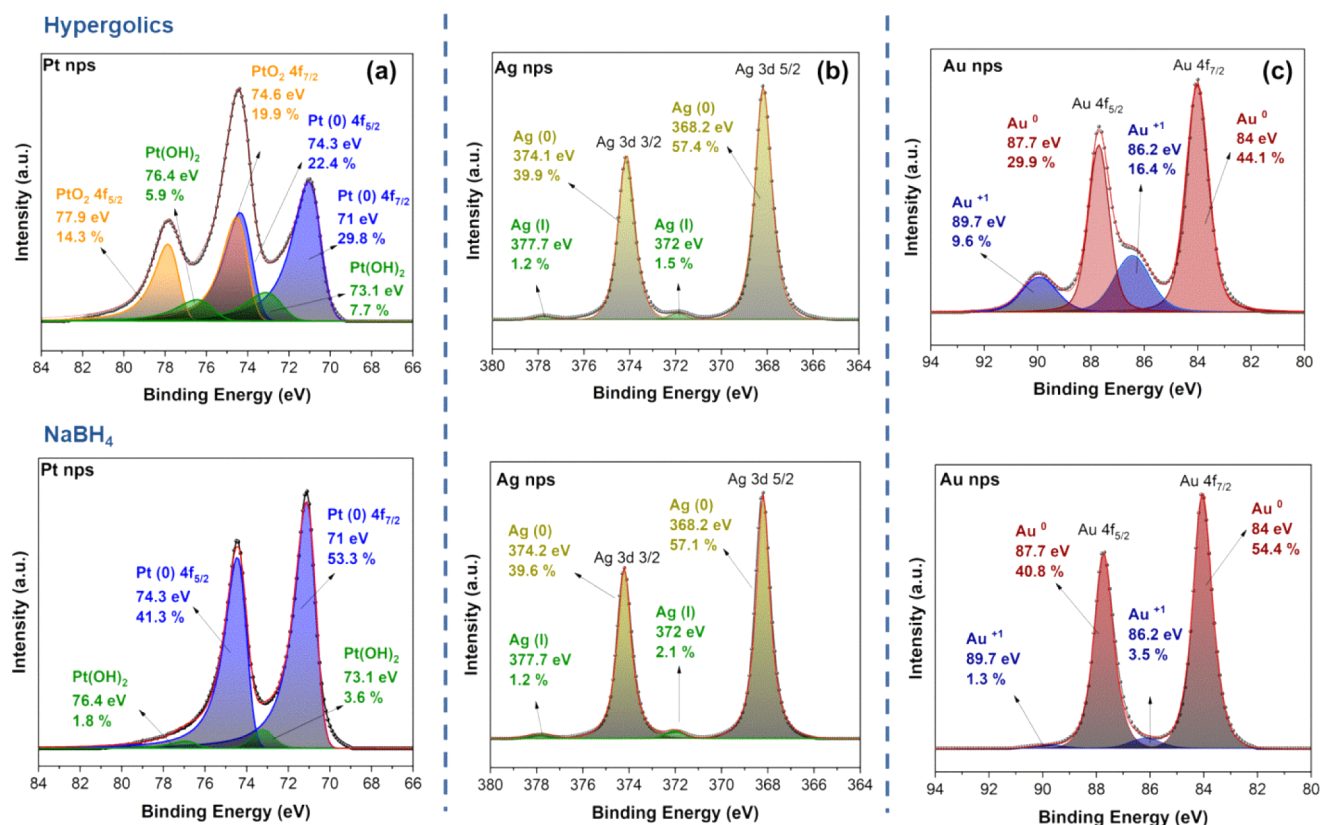 Hypergolics
Pt nps
(a)
PtO2 4f7/2
74.6 eV
19.9 %
Pt (0) 4f5/2
74.3 eV
22.4 %
Pt(OH)2
76.4 eV
5.9 %
Pt (0) 4f7/2
71 eV
29.8 %
PtO2 4f5/2
77.9 eV
14.3 %
Pt(OH)2
73.1 eV
7.7 %
Intensity (a.u.)
84 82 80 78 76 74 72 70 68 66
Binding Energy (eV)
Ag nps
(b)
Ag 3d 5/2
Ag (0)
368.2 eV
57.4 %
Ag (0)
374.1 eV
39.9 %
Ag 3d 3/2
Ag (I)
377.7 eV
1.2 %
Ag (I)
372 eV
1.5 %
Intensity (a.u.)
380 378 376 374 372 370 368 366 364
Binding Energy (eV)
Au nps
(c)
Au 4f7/2
Au 4f5/2
Au 0
87.7 eV
29.9 %
Au +1
86.2 eV
16.4 %
Au 0
84 eV
44.1 %
Au +1
89.7 eV
9.6 %
Intensity (a.u.)
94 92 90 88 86 84 82 80
Binding Energy (eV)
NaBH4
Pt nps
Pt (0) 4f7/2
71 eV
53.3 %
Pt (0) 4f5/2
74.3 eV
41.3 %
Pt(OH)2
76.4 eV
1.8 %
Pt(OH)2
73.1 eV
3.6 %
Intensity (a.u.)
84 82 80 78 76 74 72 70 68 66
Binding Energy (eV)
Ag nps
Ag 3d 5/2
Ag (0)
368.2 eV
57.1 %
Ag (0)
374.2 eV
39.6 %
Ag 3d 3/2
Ag (I)
377.7 eV
1.2 %
Ag (I)
372 eV
2.1 %
Intensity (a.u.)
380 378 376 374 372 370 368 366 364
Binding Energy (eV)
Au nps
Au 4f7/2
Au 4f5/2
Au 0
87.7 eV
40.8 %
Au 0
84 eV
54.4 %
Au +1
89.7 eV
1.3 %
Au +1
86.2 eV
3.5 %
Intensity (a.u.)
94 92 90 88 86 84 82 80
Binding Energy (eV)